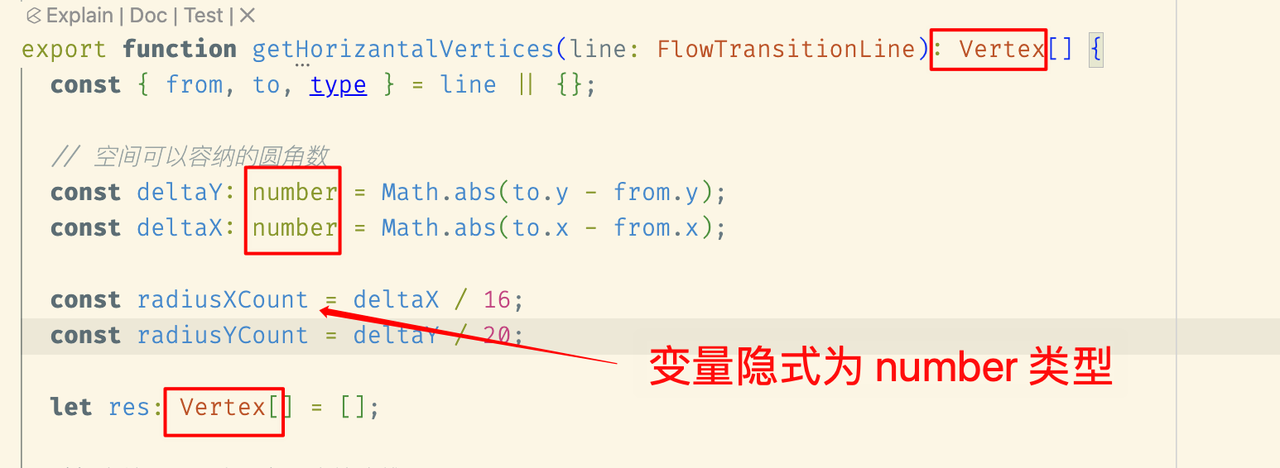 Explain | Doc | Test | ✕
export function getHorizantalVertices(line: FlowTransitionLine): Vertex[] {
const { from, to, type } = line || {};
// 空间可以容纳的圆角数
const deltaY: number = Math.abs(to.y - from.y);
const deltaX: number = Math.abs(to.x - from.x);
const radiusXCount = deltaX / 16;
const radiusYCount = deltaY / 20;
变量隐式为 number 类型
let res: Vertex[] = [];